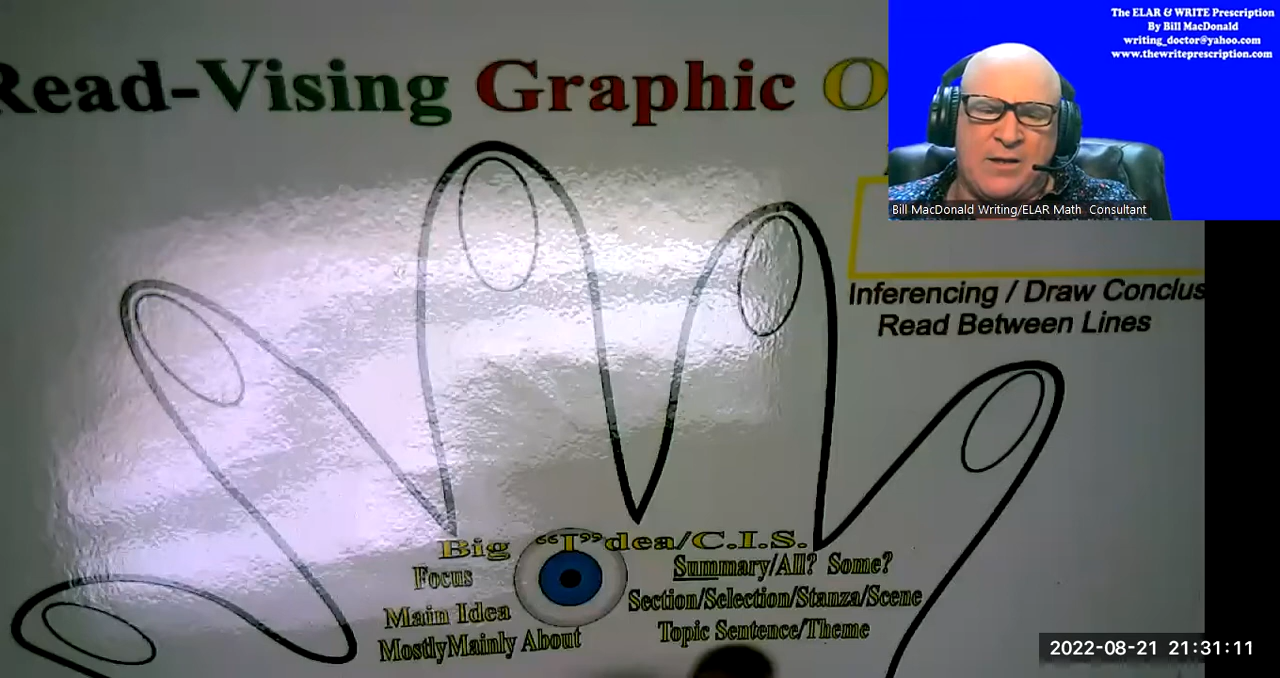 Read-Vising Graphic O
The ELAR & WRITE Prescription
By Bill MacDonald
writing_doctor@yahoo.com
www.thewriteprescription.com
Bill MacDonald Writing/ELAR Math Consultant
Inferencing / Draw Conclus
Read Between Lines
Big “I”dea/C.I.S.
Focus
Summary/All? Some?
Main Idea
Section/Selection/Stanza/Scene
MostlyMainly About
Topic Sentence/Theme
2022-08-21 21:31:11